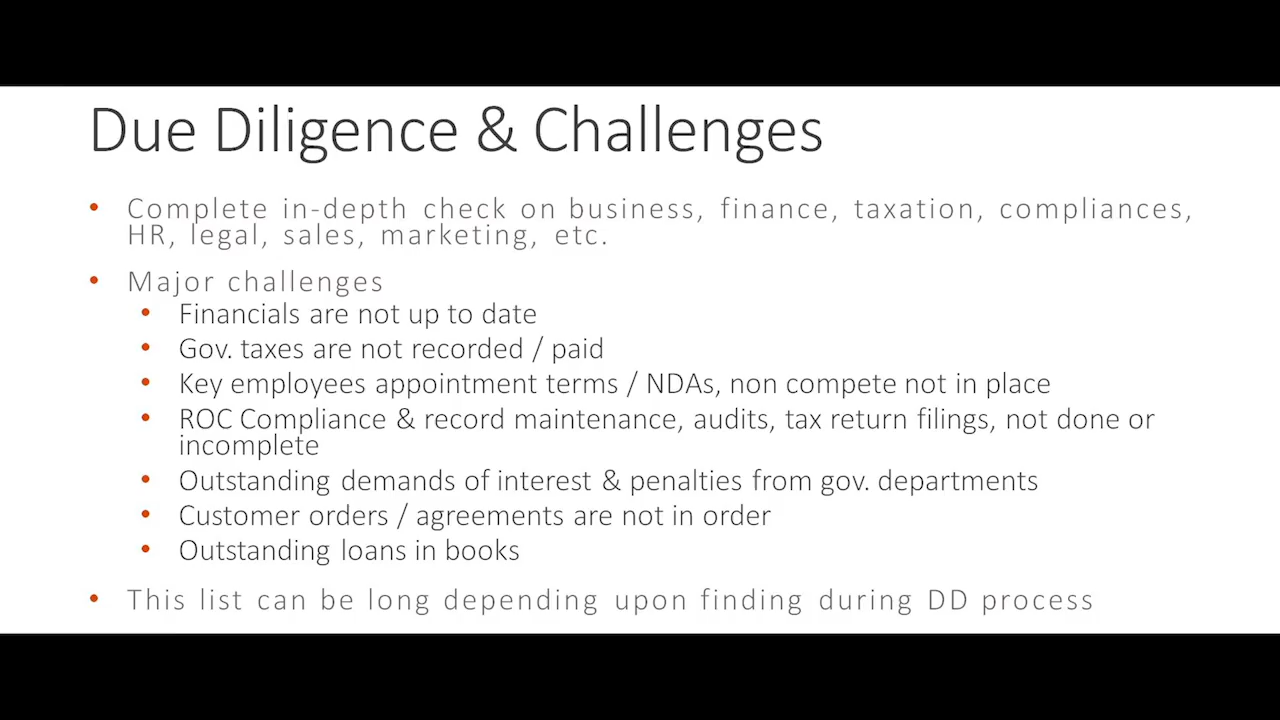 Due Diligence & Challenges
• Complete in-depth check on business, finance, taxation, compliances,
HR, legal, sales, marketing, etc.
• Major challenges
• Financials are not up to date
• Gov. taxes are not recorded / paid
• Key employees appointment terms / NDAs, non compete not in place
• ROC Compliance & record maintenance, audits, tax return filings, not done or
incomplete
• Outstanding demands of interest & penalties from gov. departments
• Customer orders / agreements are not in order
• Outstanding loans in books
• This list can be long depending upon finding during DD process